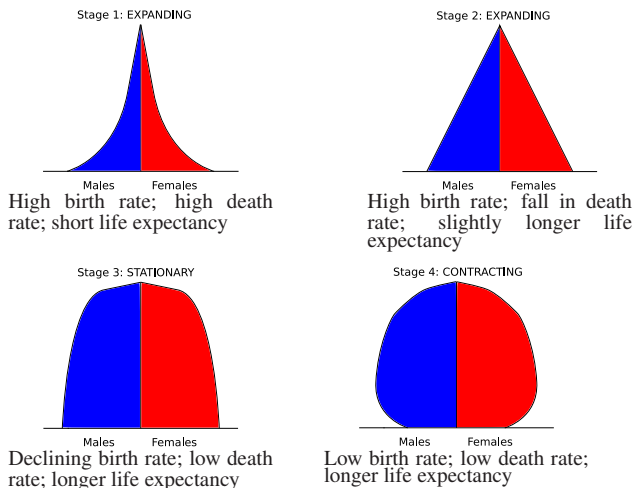 Stage 1: EXPANDING
Males Females
High birth rate; high death
rate; short life expectancy
Stage 2: EXPANDING
Males Females
High birth rate; fall in death
rate; slightly longer life
expectancy
Stage 3: STATIONARY
Males Females
Declining birth rate; low death
rate; longer life expectancy
Stage 4: CONTRACTING
Males Females
Low birth rate; low death rate;
longer life expectancy